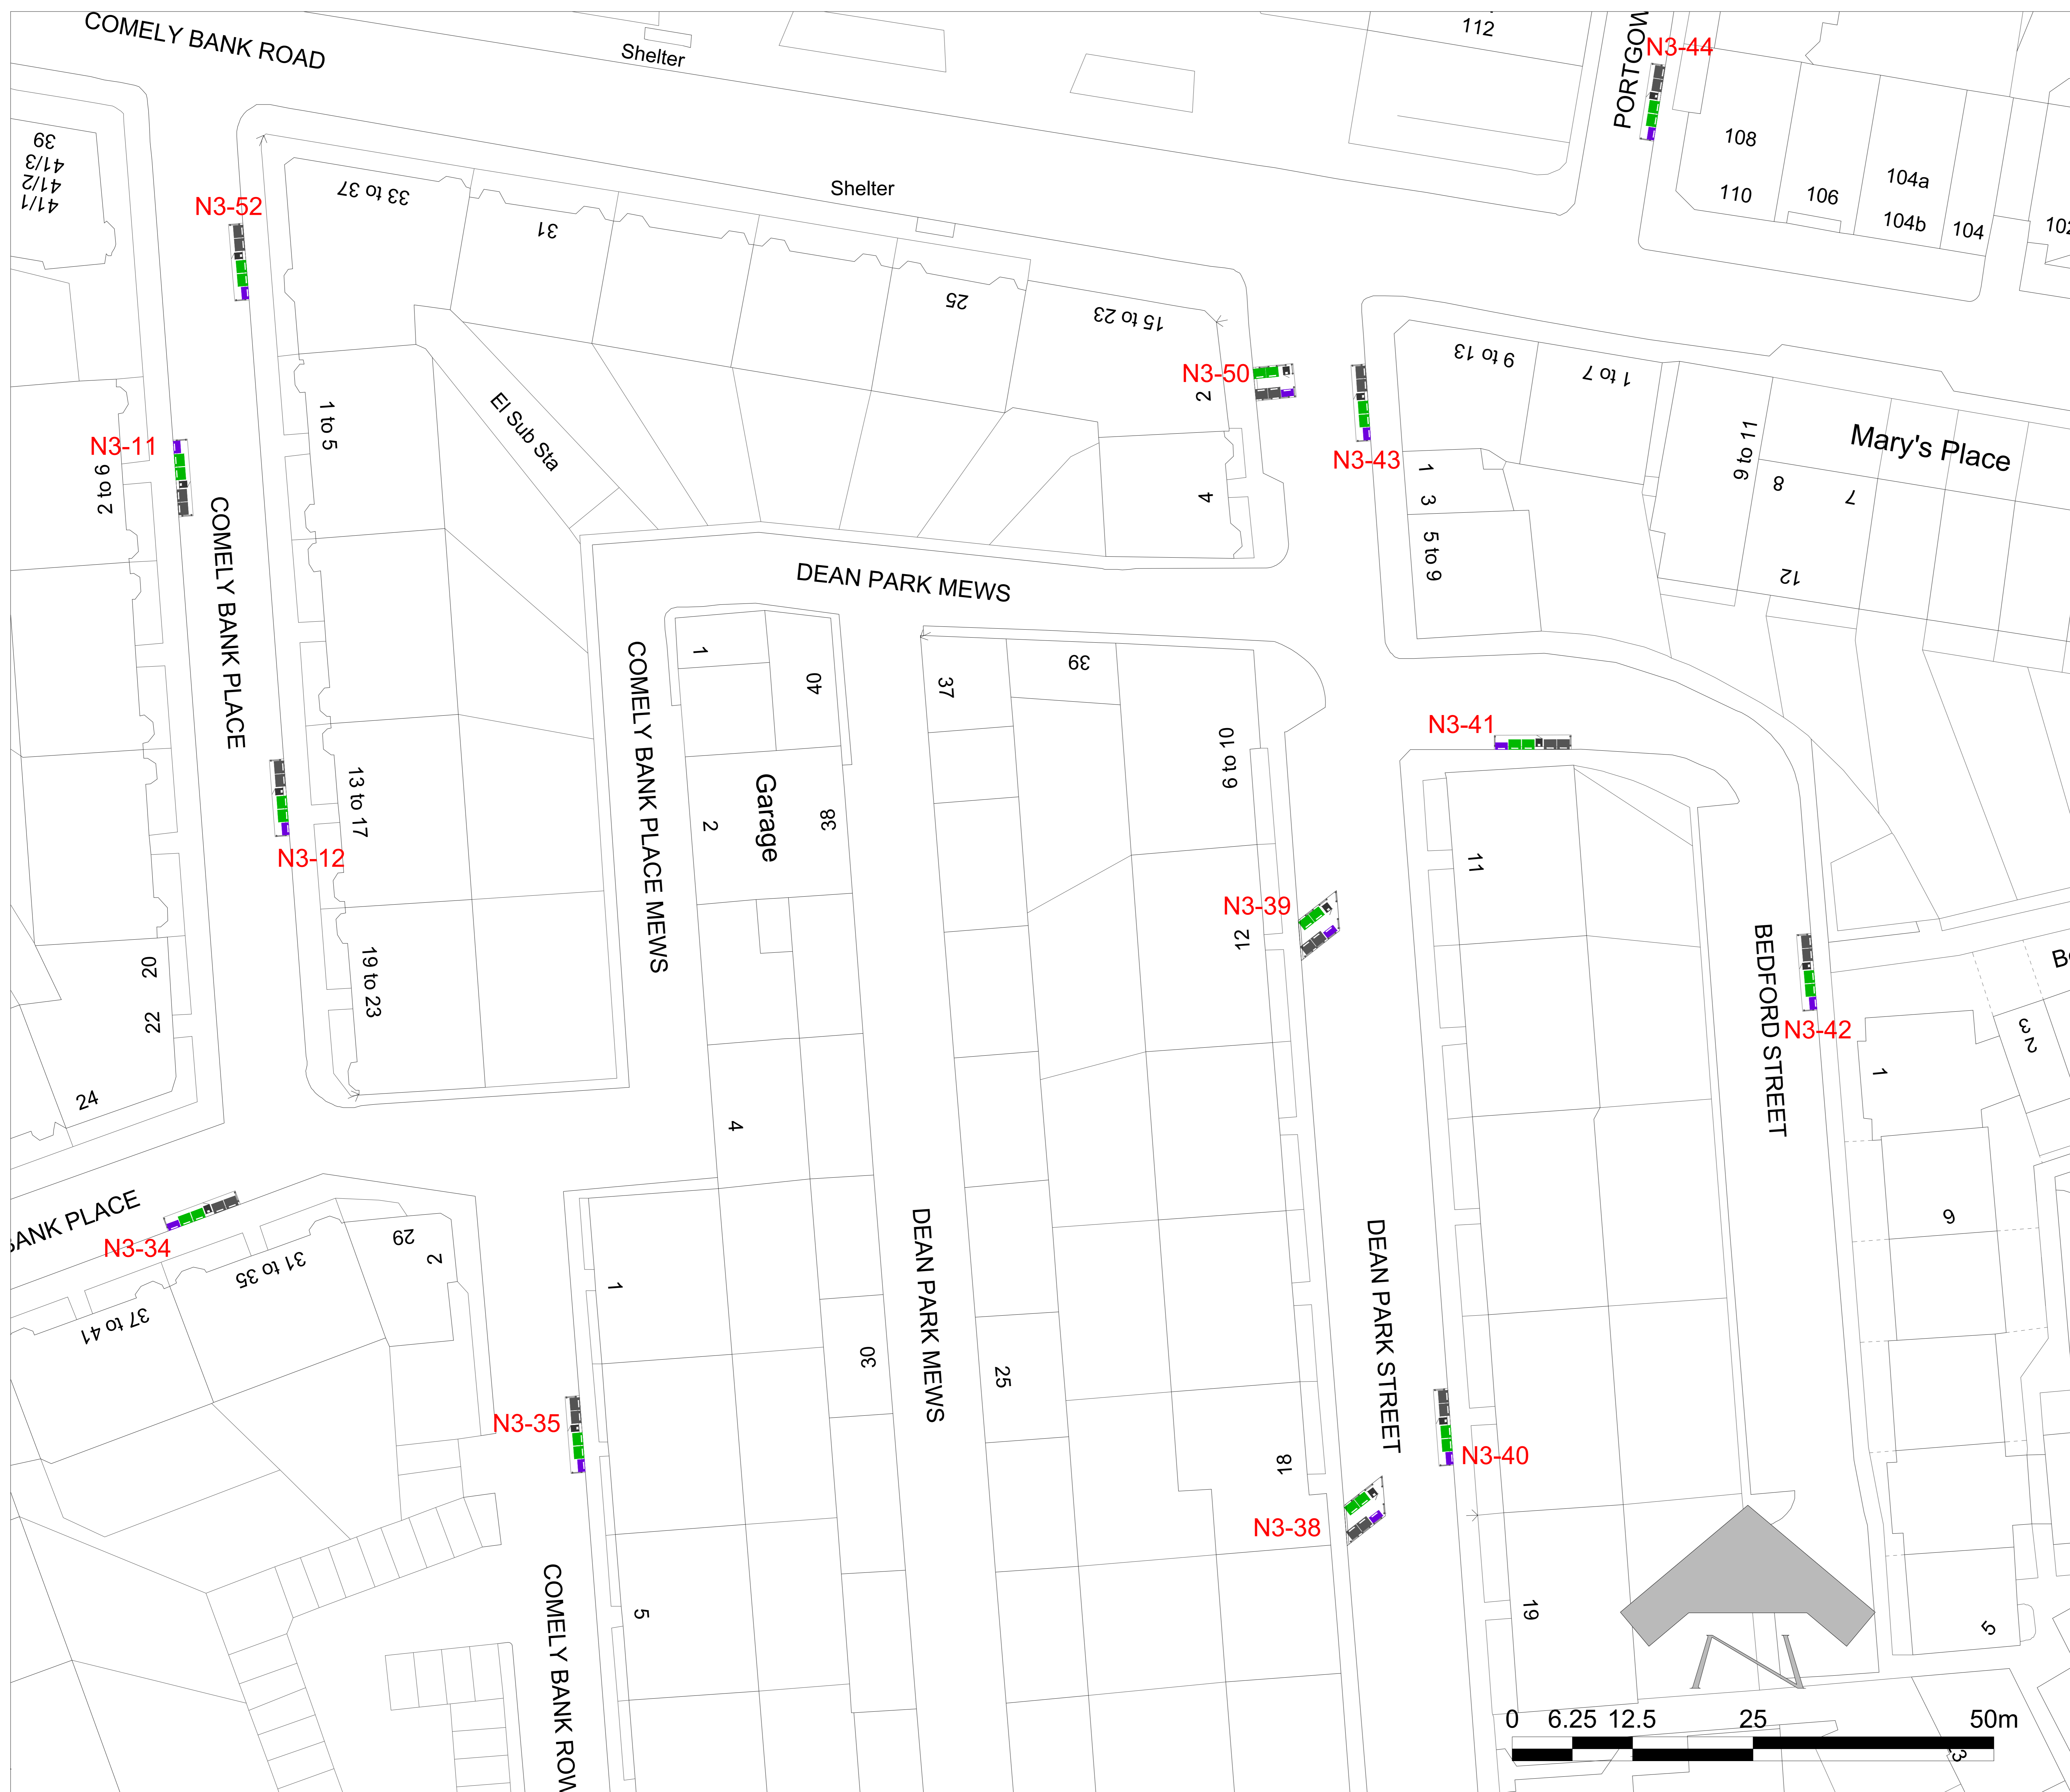 COMELY BANK ROAD
Shelter
112
N3-44
39
41/3
41/2
41/1
33 to 37
Shelter
108
110
106
104a
104b
104
N3-52
31
25
15 to 23
N3-50
2
9 to 13
1 to 7
N3-43
1
3
5 to 9
6 to 11
Mary's Place
8
7
12
N3-11
2 to 6
1 to 5
El Sub Sta
4
COMELY BANK PLACE
DEAN PARK MEWS
COMELY BANK PLACE MEWS
1
40
37
39
6 to 10
N3-41
N3-12
13 to 17
2
Garage
38
11
N3-39
12
BEDFORD STREET
N3-42
20
22
24
19 to 23
2
3
1
4
BANK PLACE
N3-34
31 to 35
37 to 41
29
2
1
DEAN PARK MEWS
DEAN PARK STREET
6
30
25
N3-35
18
N3-40
N3-38
COMELY BANK ROW
5
19
5
N
0 6.25 12.5 25 50m